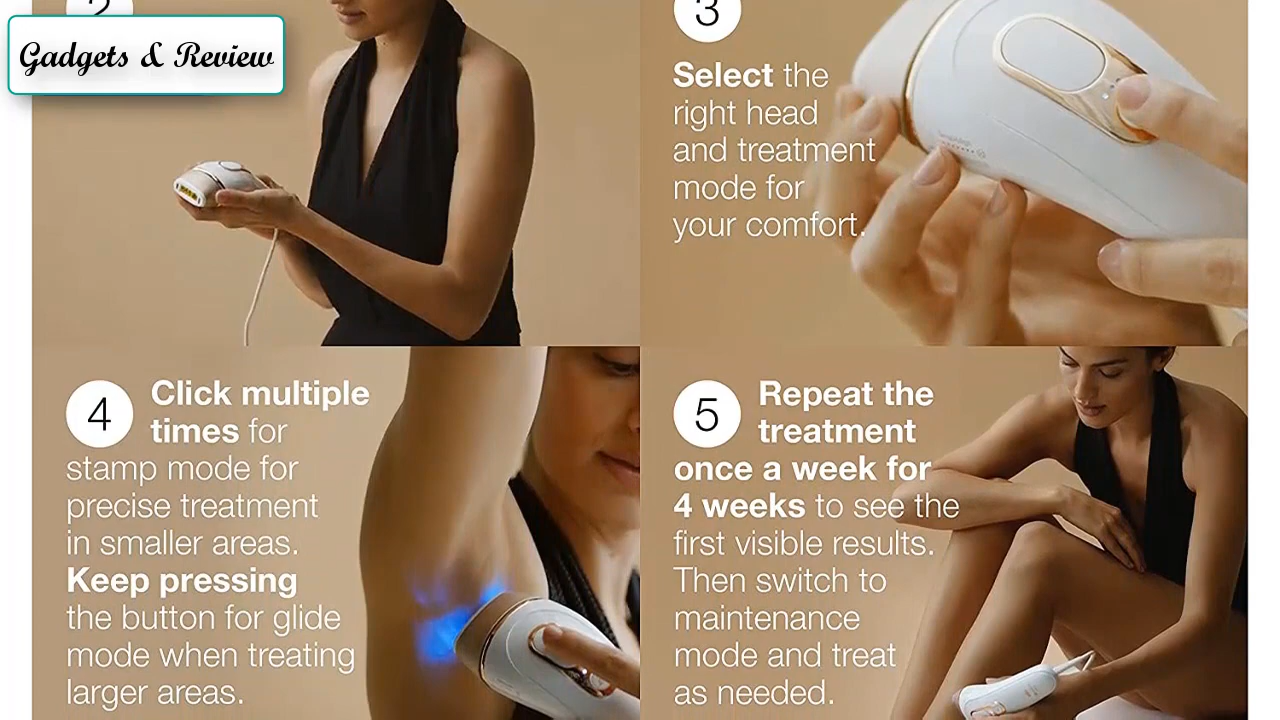 Gadgets & Review
2
3
Select the
right head
and treatment
mode for
your comfort.
4
Click multiple
times for
stamp mode for
precise treatment
in smaller areas.
Keep pressing
the button for glide
mode when treating
larger areas.
5
Repeat the
treatment
once a week for
4 weeks to see the
first visible results.
Then switch to
maintenance
mode and treat
as needed.